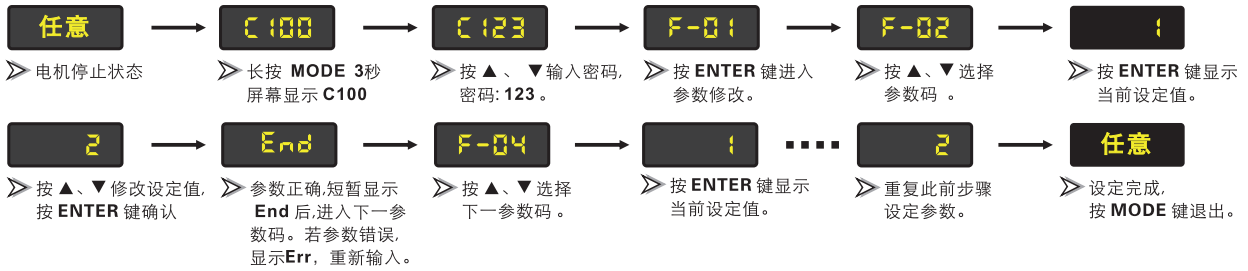 任意
C100
C123
F-01
F-02
1
电机停止状态
长按 MODE 3秒
屏幕显示 C100
按 ▲ 、 ▼输入密码,
密码: 123 。
按 ENTER 键进入
参数修改。
按 ▲、▼ 选择
参数码 。
按 ENTER 键显示
当前设定值。
2
End
F-04
1
2
任意
按 ▲、▼ 修改设定值,
按 ENTER 键确认
参数正确,短暂显示
End 后,进入下一参
数码。若参数错误,
显示Err，重新输入。
按 ▲、▼ 选择
下一参数码 。
按 ENTER 键显示
当前设定值。
重复此前步骤
设定参数。
设定完成,
按 MODE 键退出。